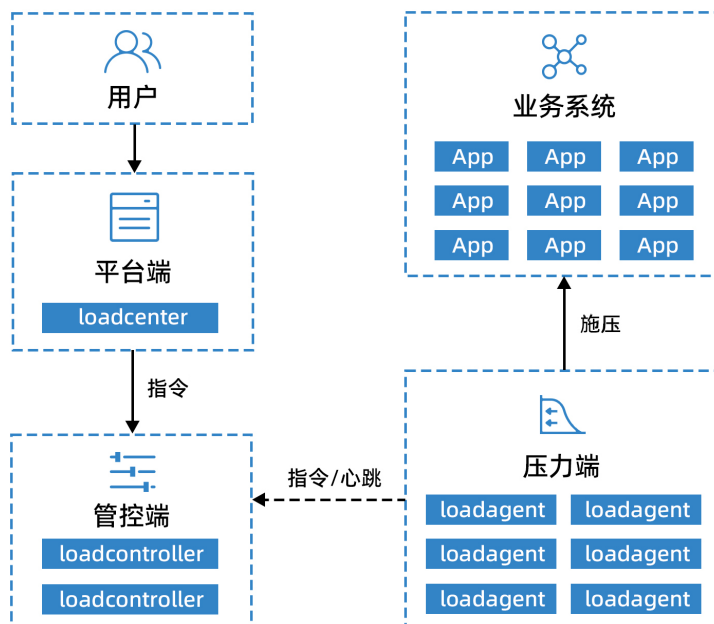 用户
平台端
loadcenter
指令
管控端
loadcontroller
loadcontroller
指令/心跳
业务系统
App App App
App App App
App App App
施压
压力端
loadagent loadagent
loadagent loadagent
loadagent loadagent